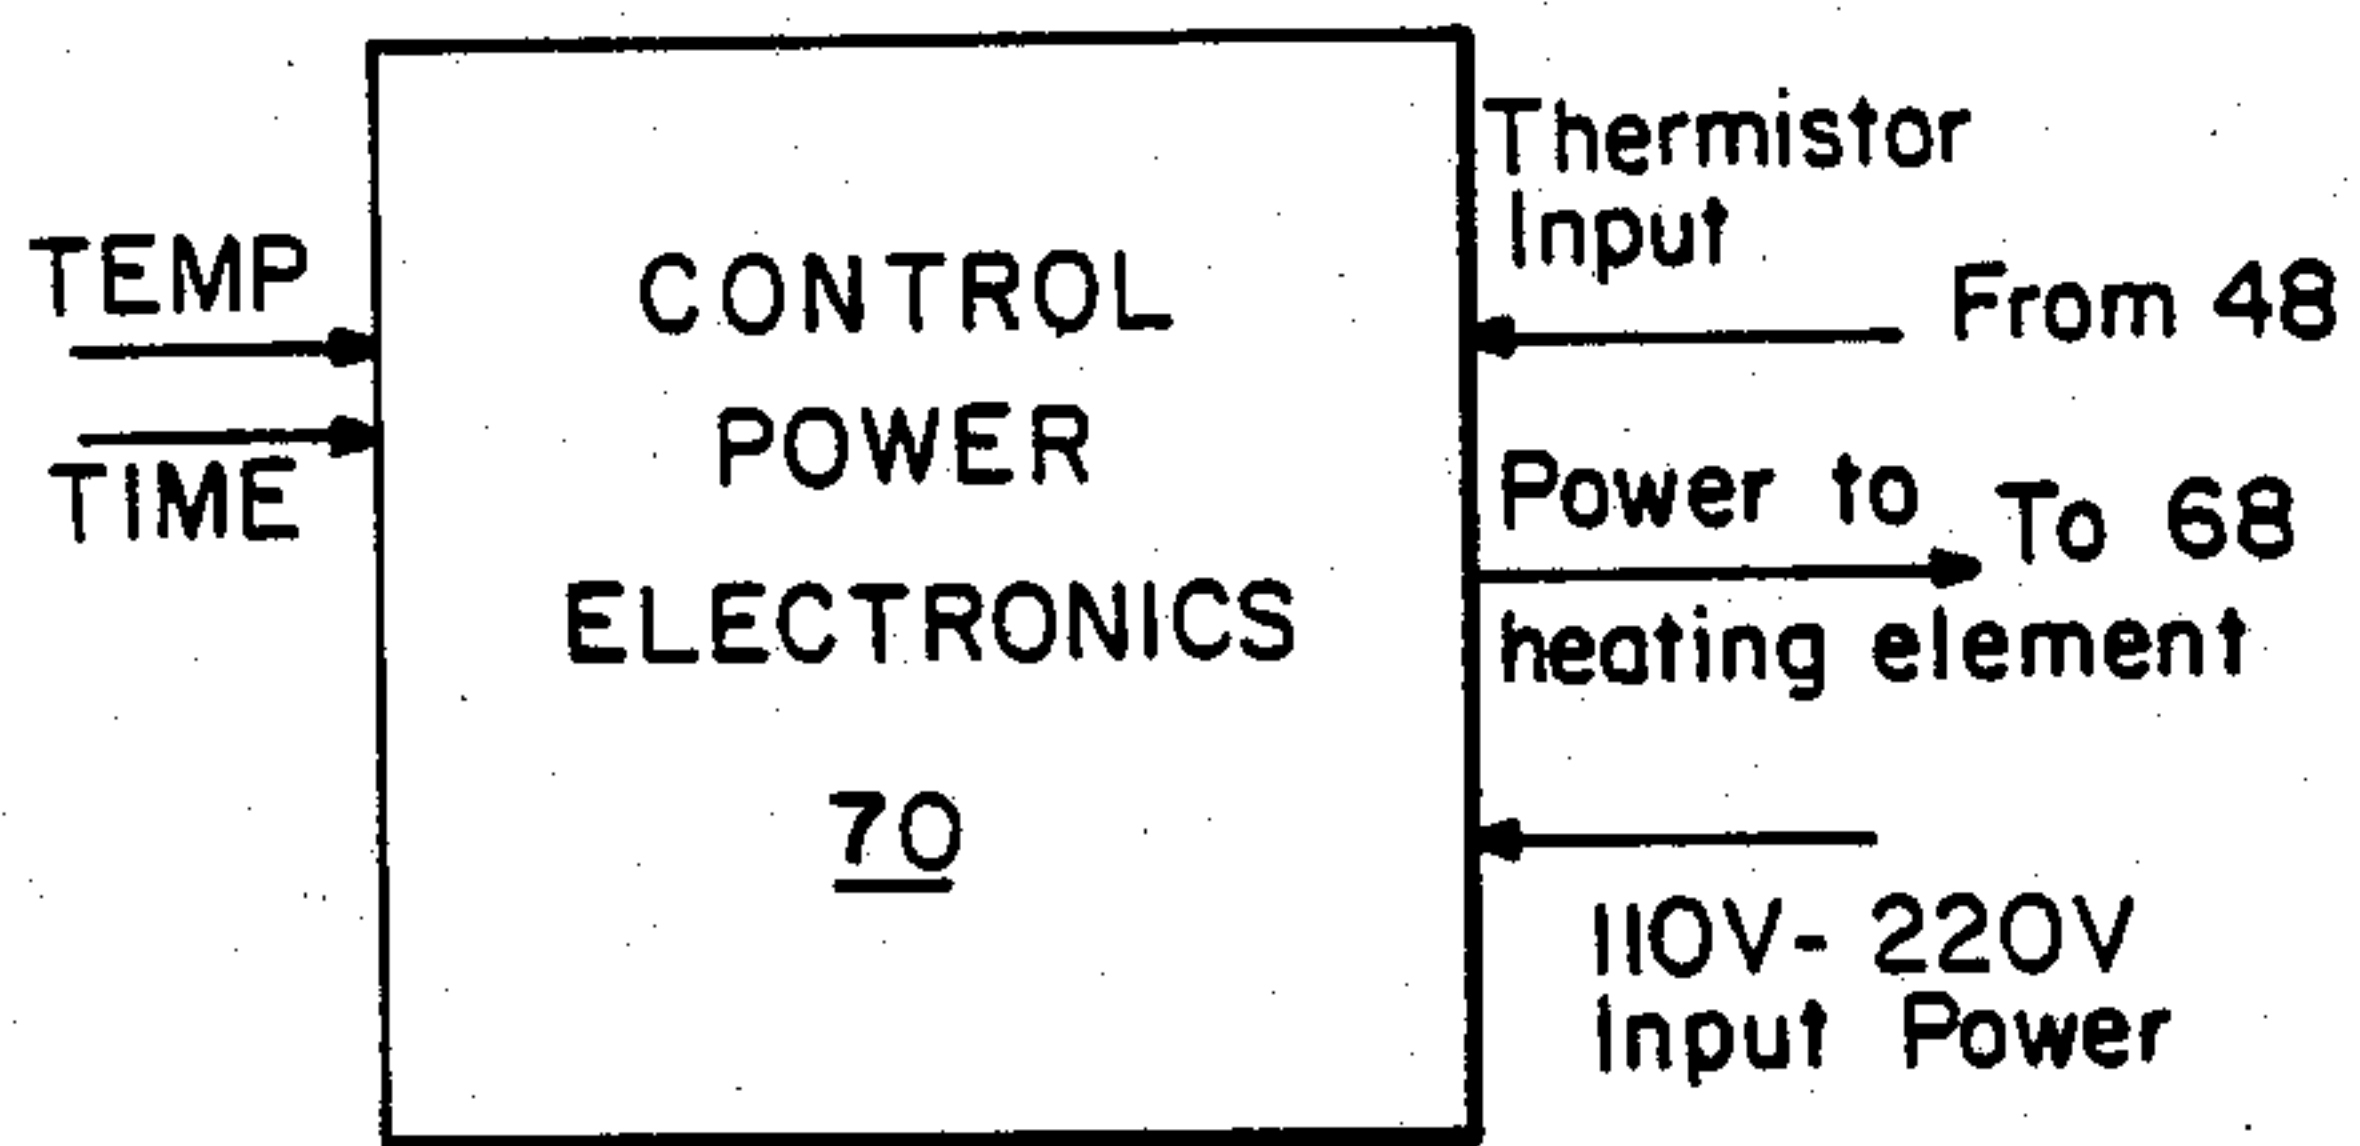 TEMP
TIME
CONTROL
POWER
ELECTRONICS
70
Thermistor
Input
From 48
Power to
To 68
heating element
110V- 220V
Input Power